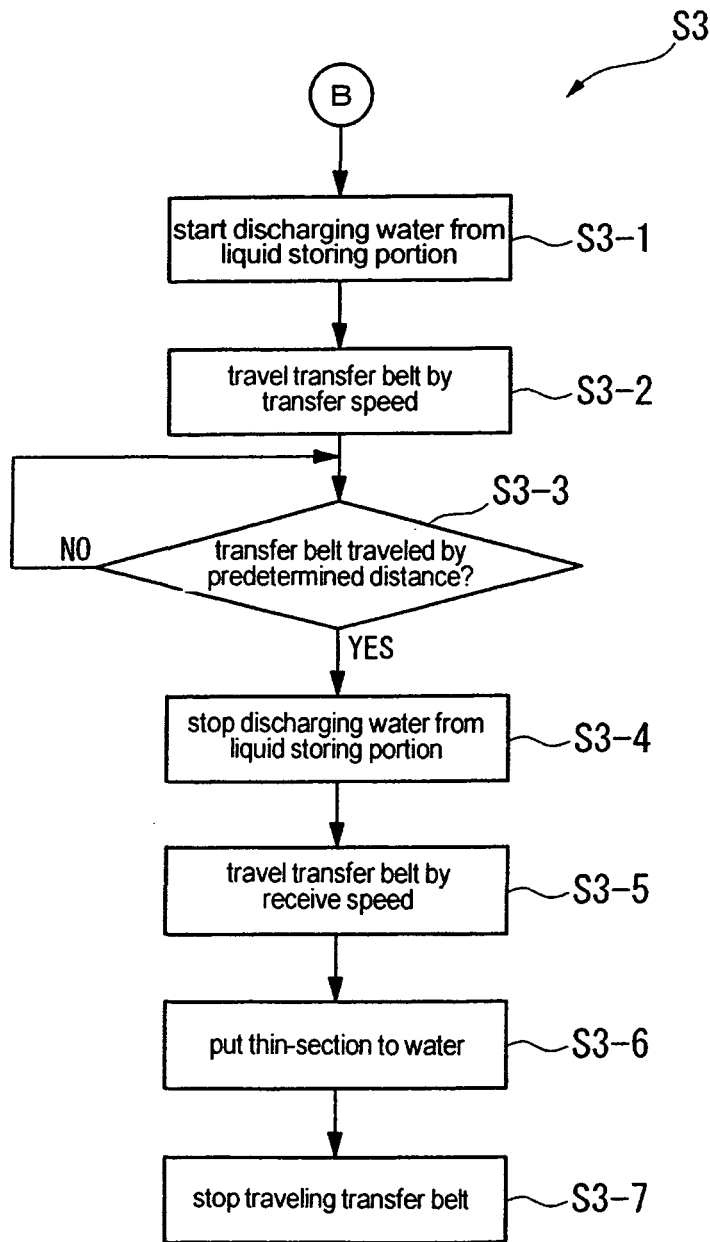 S3
B
start discharging water from
liquid storing portion
S3-1
travel transfer belt by
transfer speed
S3-2
S3-3
NO
transfer belt traveled by
predetermined distance?
YES
stop discharging water from
liquid storing portion
S3-4
travel transfer belt by
receive speed
S3-5
put thin-section to water
S3-6
stop traveling transfer belt
S3-7